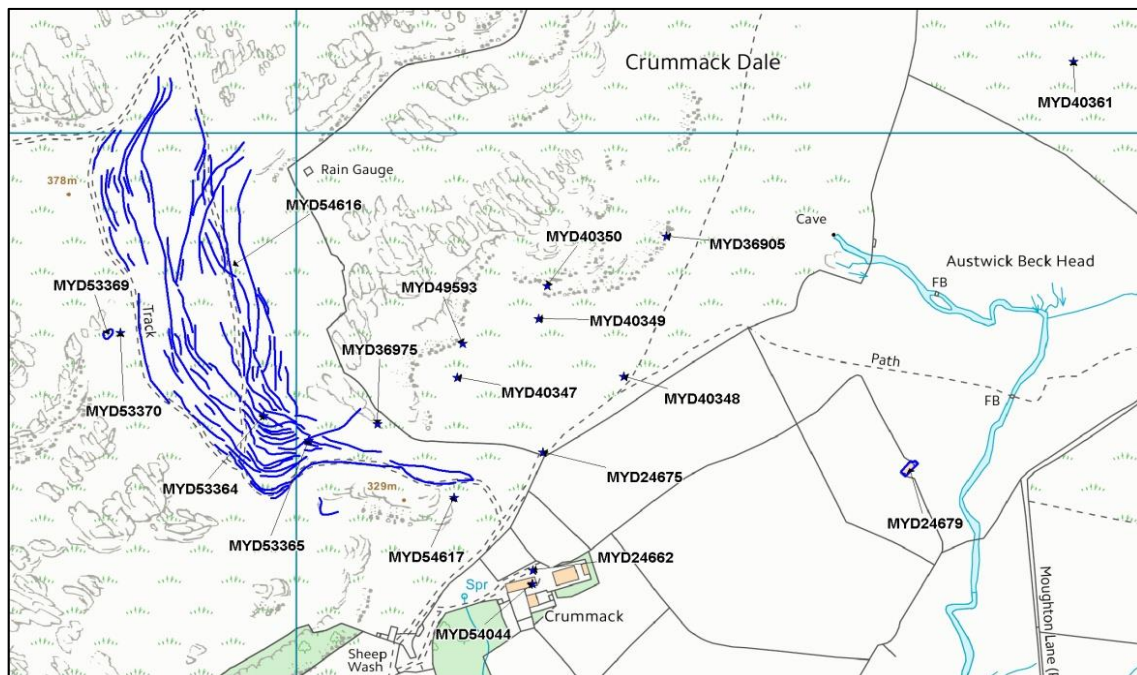 Crummack Dale
MYD40361
378m
Rain Gauge
MYD54616
MYD40350
MYD36905
Cave
Austwick Beck Head
FB
MYD53369
MYD49593
MYD40349
Track
MYD36975
MYD53370
MYD40347
MYD40348
Path
FB
MYD53364
329m
MYD24675
MYD24679
MYD53365
MYD54617
MYD24662
Spr
Crummack
MYD54044
Sheep
Wash
Moughton Lane (P